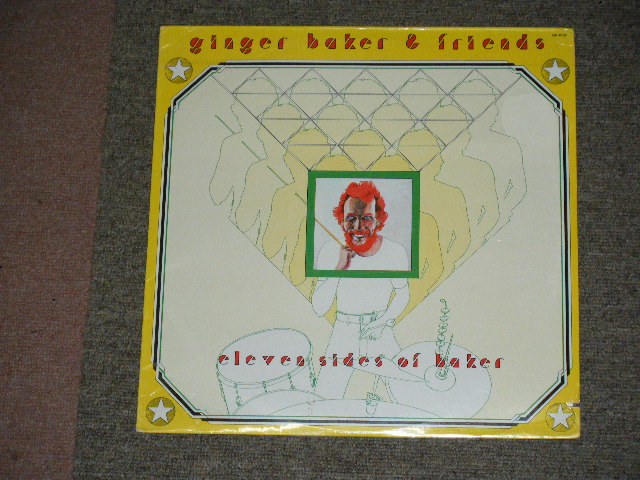 ginger baker & friends
eleven sides of baker